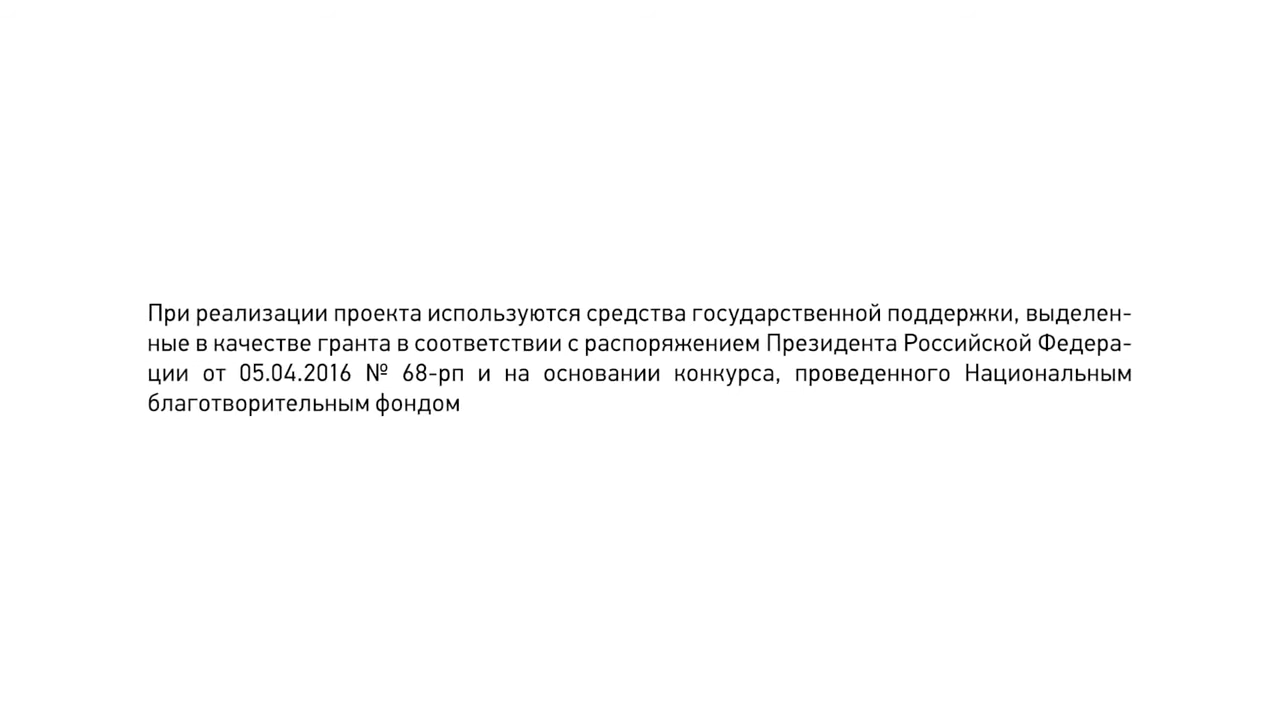 При реализации проекта используются средства государственной поддержки, выделен-
ные в качестве гранта в соответствии с распоряжением Президента Российской Федера-
ции от 05.04.2016 № 68-рп и на основании конкурса, проведенного Национальным
благотворительным фондом